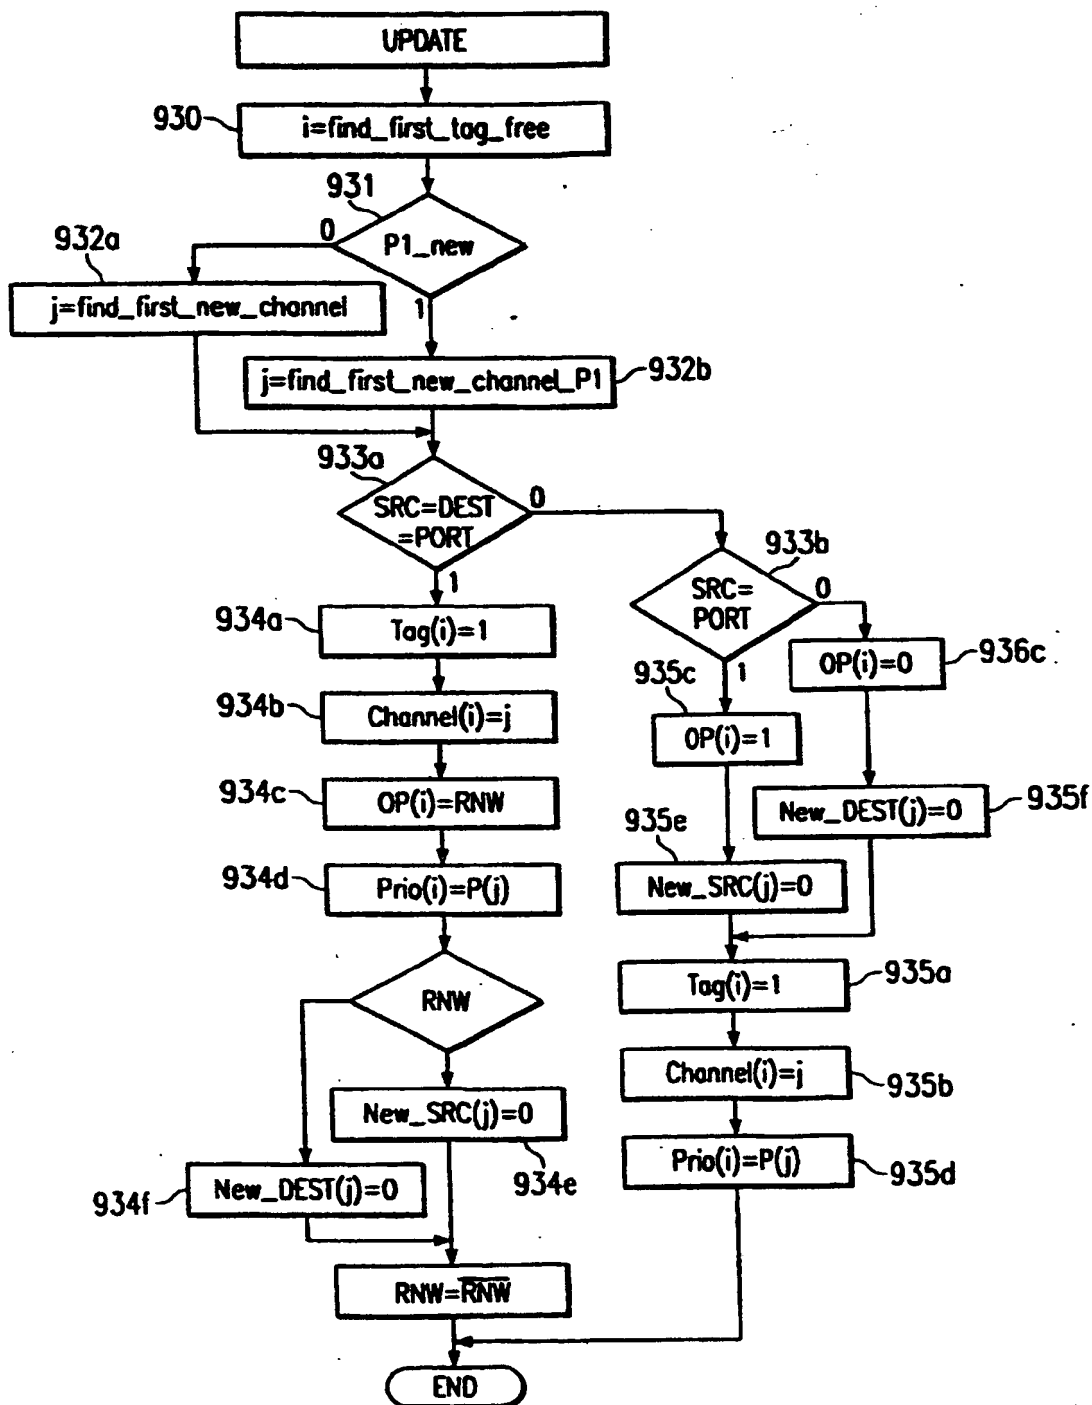 UPDATE
930
i=find_first_tag_free
931
0
P1_new
932a
j=find_first_new_channel
1
j=find_first_new_channel_P1
932b
933a
SRC=DEST
=PORT
0
933b
1
SRC=
PORT
0
934a
Tag(i)=1
935c
1
OP(i)=0
936c
934b
Channel(i)=j
OP(i)=1
934c
OP(i)=RNW
935e
New_DEST(j)=0
935f
934d
Prio(i)=P(j)
New_SRC(j)=0
RNW
Tag(i)=1
935a
Channel(i)=j
935b
New_SRC(j)=0
934e
Prio(i)=P(j)
935d
934f
New_DEST(j)=0
RNW=R̅N̅W̅
END